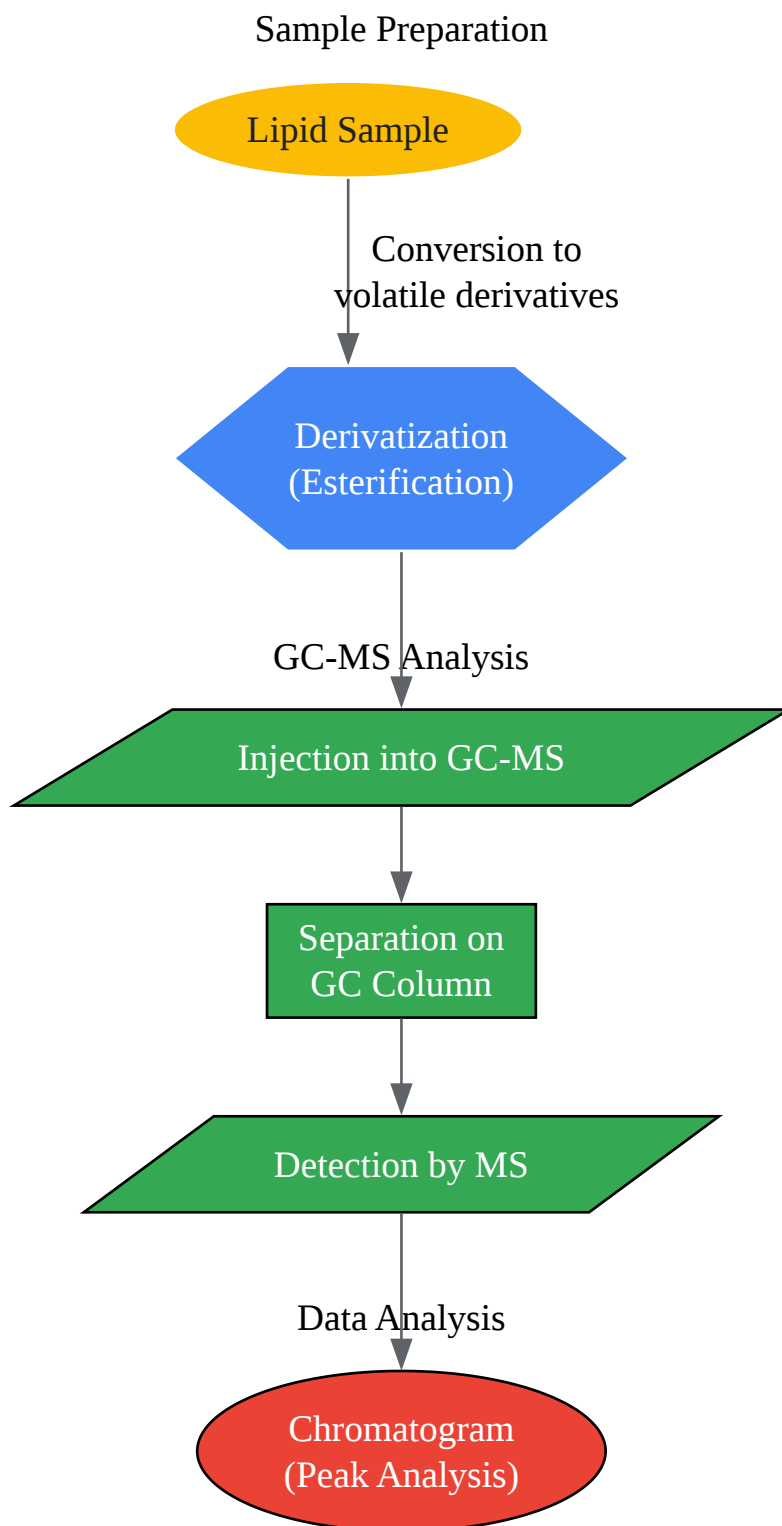 Sample Preparation
Lipid Sample
Conversion to
volatile derivatives
Derivatization
(Esterification)
GC-MS Analysis
Injection into GC-MS
Separation on
GC Column
Detection by MS
Data Analysis
Chromatogram
(Peak Analysis)